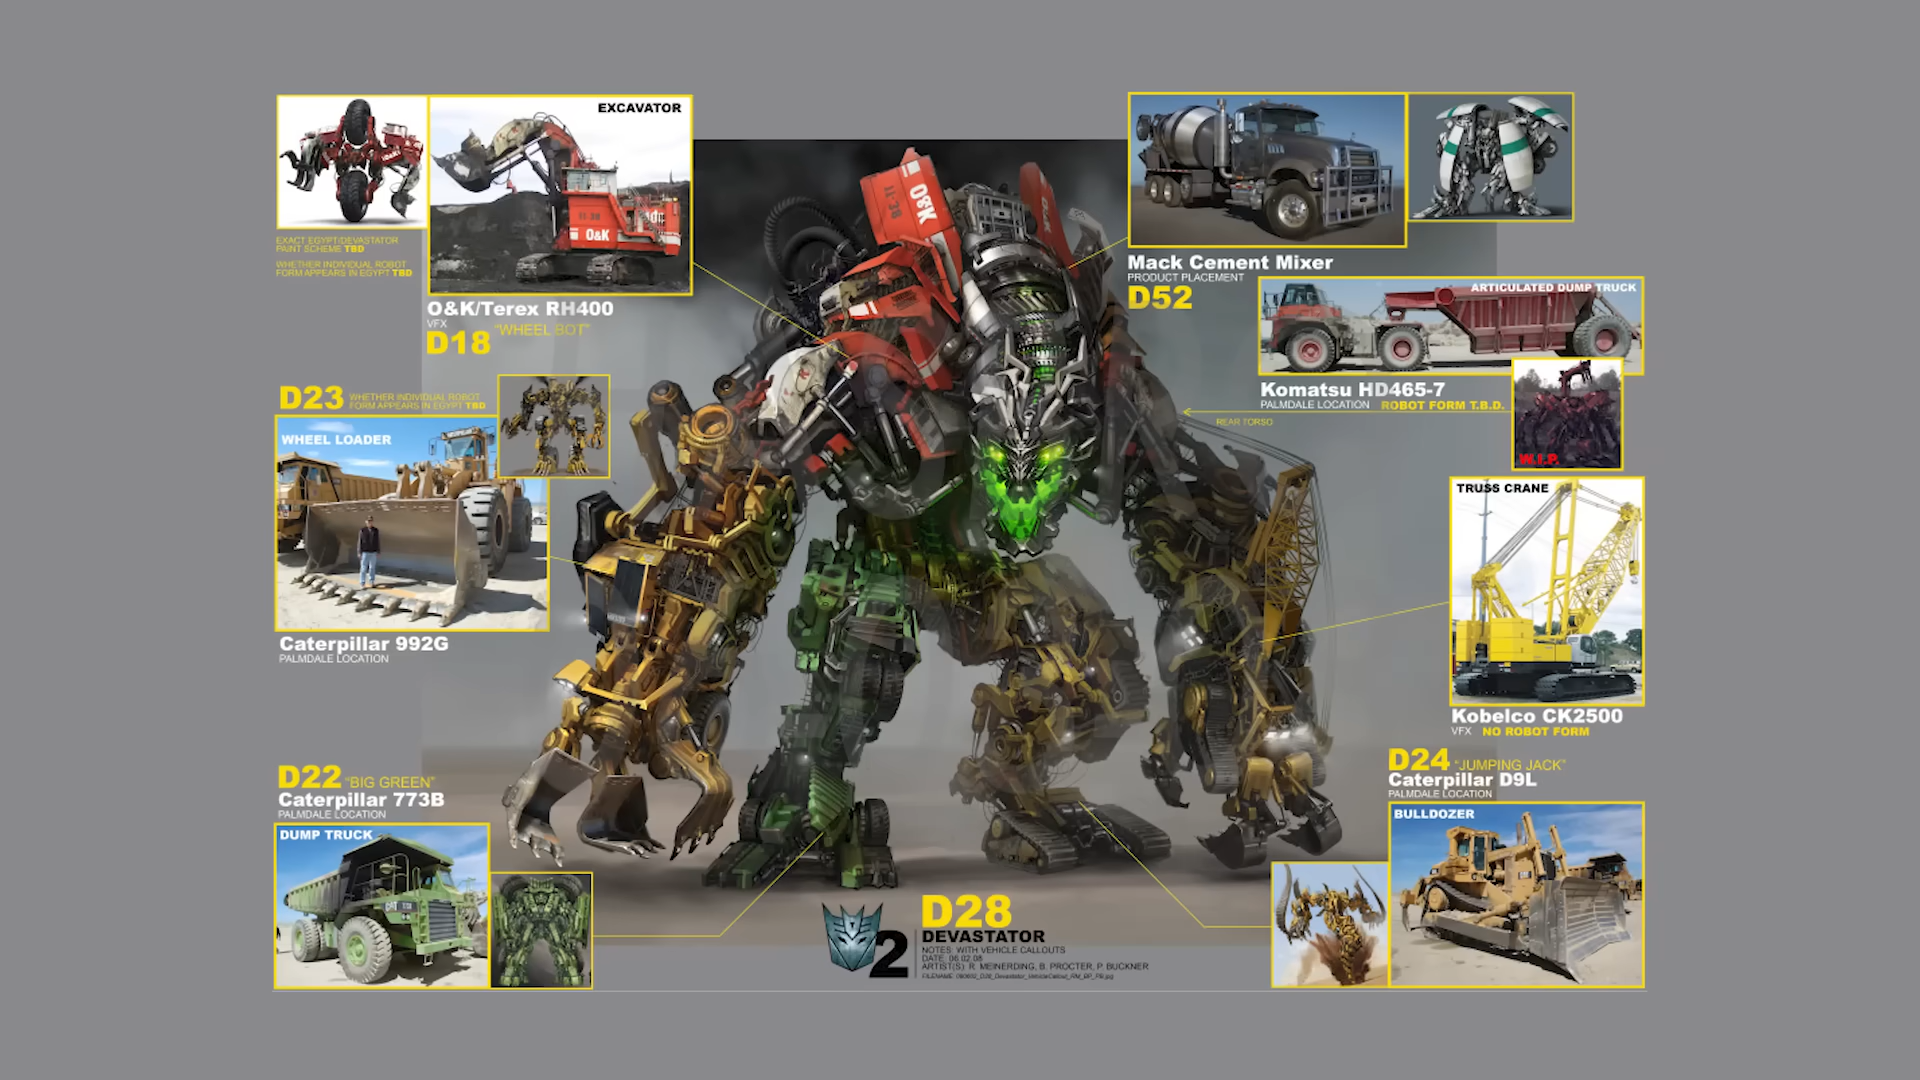 EXCAVATOR
EXACT EGYPT/DEVASTATOR
PAINT SCHEME TBD
WHETHER INDIVIDUAL ROBOT
FORM APPEARS IN EGYPT TBD
O&K
O&K/Terex RH400
VFX
D18 "WHEEL BOT"
O&K
Mack Cement Mixer
PRODUCT PLACEMENT
D52
ARTICULATED DUMP TRUCK
Komatsu HD465-7
PALMDALE LOCATION ROBOT FORM T.B.D.
REAR TORSO
W.I.P.
D23 WHETHER INDIVIDUAL ROBOT
FORM APPEARS IN EGYPT TBD
WHEEL LOADER
Caterpillar 992G
PALMDALE LOCATION
TRUSS CRANE
Kobelco CK2500
VFX NO ROBOT FORM
D22 "BIG GREEN"
Caterpillar 773B
PALMDALE LOCATION
DUMP TRUCK
D24 "JUMPING JACK"
Caterpillar D9L
PALMDALE LOCATION
BULLDOZER
2
D28
DEVASTATOR
NOTES: WITH VEHICLE CALLOUTS
DATE: 06.02.08
ARTIST(S): R. MEINERDING, B. PROCTER, P. BUCKNER